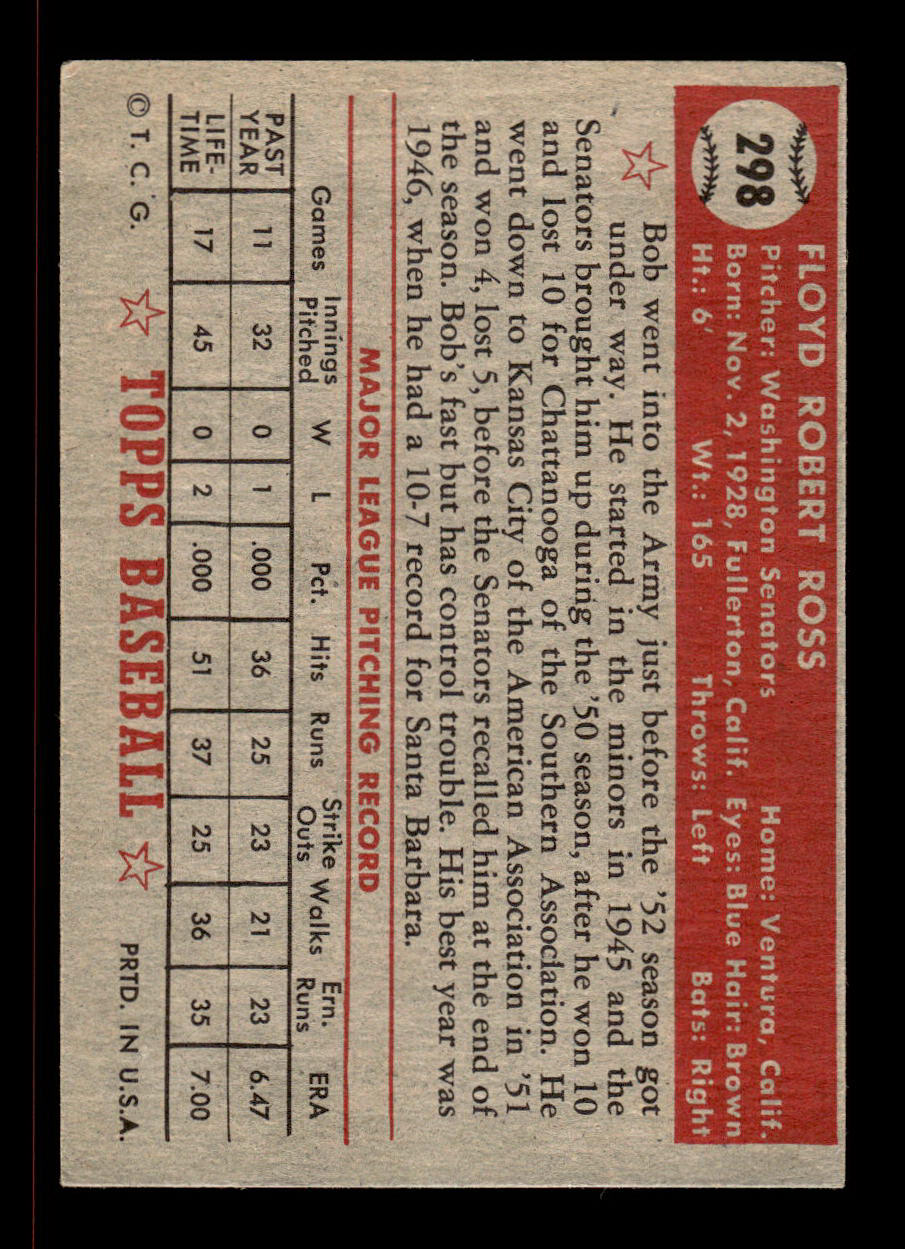 298
FLOYD ROBERT ROSS
Pitcher: Washington Senators Home: Ventura, Calif.
Born: Nov. 2, 1928, Fullerton, Calif. Eyes: Blue Hair: Brown
Ht.: 6' Wt.: 165 Throws: Left Bats: Right
Bob went into the Army just before the '52 season got
under way. He started in the minors in 1945 and the
Senators brought him up during the '50 season, after he won 10
and lost 10 for Chattanooga of the Southern Association. He
went down to Kansas City of the American Association in '51
and won 4, lost 5, before the Senators recalled him at the end of
the season. Bob's fast but has control trouble. His best year was
1946, when he had a 10-7 record for Santa Barbara.
MAJOR LEAGUE PITCHING RECORD
Games Innings Pitched W L Pct. Hits Runs Strike Outs Walks Ern. Runs ERA
PAST YEAR 11 32 0 1 .000 36 25 23 21 23 6.47
LIFE-TIME 17 45 0 2 .000 51 37 25 36 35 7.00
© T. C. G. TOPPS BASEBALL PRTD. IN U.S.A.